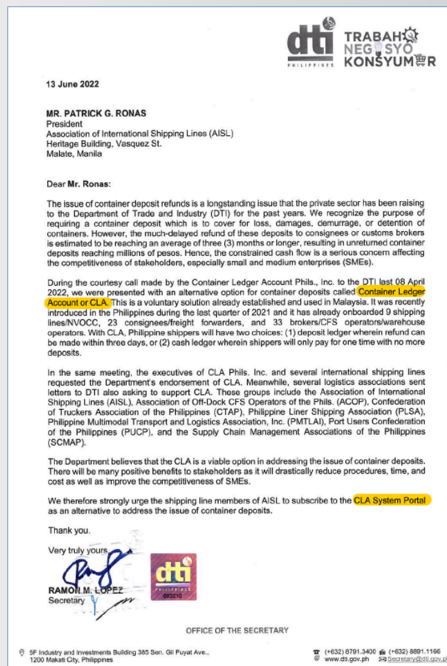 dti
PHILIPPINES
TRABAHO
NEGOSYO
KONSYUMER
13 June 2022
MR. PATRICK G. RONAS
President
Association of International Shipping Lines (AISL)
Heritage Building, Vasquez St.
Malate, Manila
Dear Mr. Ronas:
The issue of container deposit refunds is a longstanding issue that the private sector has been raising
to the Department of Trade and Industry (DTI) for the past years. We recognize the purpose of
requiring a container deposit which is to cover for loss, damages, demurrage, or detention of
containers. However, the much-delayed refund of these deposits to consignees or customs brokers
is estimated to be reaching an average of three (3) months or longer, resulting in unreturned container
deposits reaching millions of pesos. Hence, the constrained cash flow is a serious concern affecting
the competitiveness of stakeholders, especially small and medium enterprises (SMEs).
During the courtesy call made by the Container Ledger Account Phils., Inc. to the DTI last 08 April
2022, we were presented with an alternative option for container deposits called Container Ledger
Account or CLA. This is a voluntary solution already established and used in Malaysia. It was recently
introduced in the Philippines during the last quarter of 2021 and it has already onboarded 9 shipping
lines/NVOCC, 23 consignees/freight forwarders, and 33 brokers/CFS operators/warehouse
operators. With CLA, Philippine shippers will have two choices: (1) deposit ledger wherein refund can
be made within three days, or (2) cash ledger wherein shippers will only pay for one time with no more
deposits.
In the same meeting, the executives of CLA Phils. Inc. and several international shipping lines
requested the Department's endorsement of CLA. Meanwhile, several logistics associations sent
letters to DTI also asking to support CLA. These groups include the Association of International
Shipping Lines (AISL), Association of Off-Dock CFS Operators of the Phils. (ACOP), Confederation
of Truckers Association of the Philippines (CTAP), Philippine Liner Shipping Association (PLSA),
Philippine Multimodal Transport and Logistics Association, Inc. (PMTLAI), Port Users Confederation
of the Philippines (PUCP), and the Supply Chain Management Associations of the Philippines
(SCMAP).
The Department believes that the CLA is a viable option in addressing the issue of container deposits.
There will be many positive benefits to stakeholders as it will drastically reduce procedures, time, and
cost as well as improve the competitiveness of SMEs.
We therefore strongly urge the shipping line members of AISL to subscribe to the CLA System Portal
as an alternative to address the issue of container deposits.
Thank you.
Very truly yours,
dti
PHILIPPINES
RAMON M. LOPEZ
Secretary
OFFICE OF THE SECRETARY
5F Industry and Investments Building 385 Sen. Gil Puyat Ave.,
1200 Makati City, Philippines
(+632) 8791.3400
(+632) 8891.1166
www.dti.gov.ph
Secretary@dti.gov.ph